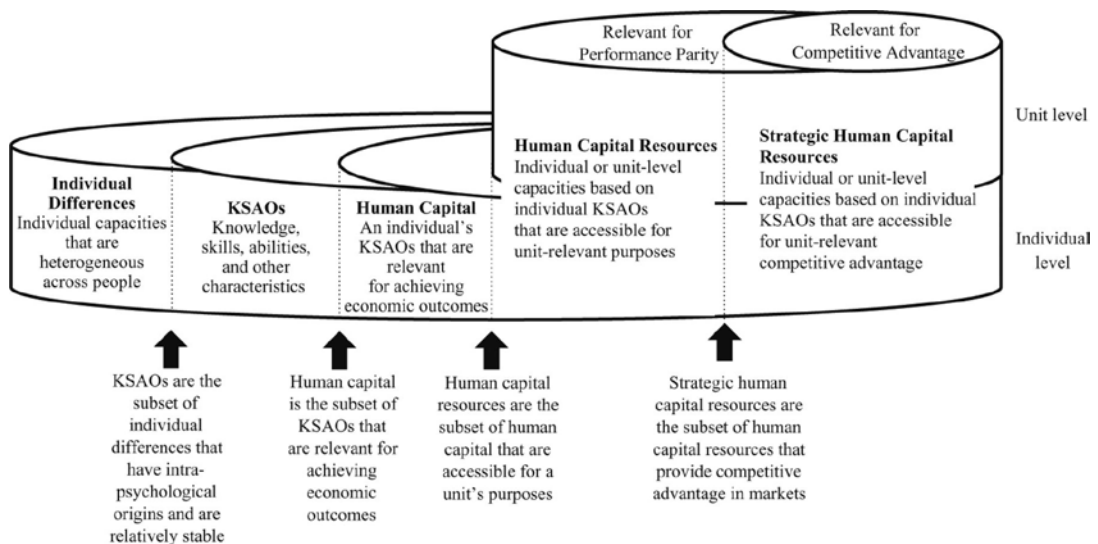 Relevant for
Performance Parity
Relevant for
Competitive Advantage
Unit level
Individual
level
Individual
Differences
Individual capacities
that are
heterogeneous
across people
KSAOs
Knowledge,
skills, abilities,
and other
characteristics
Human Capital
An individual's
KSAOs that are
relevant
for achieving
economic outcomes
Human Capital Resources
Individual or unit-level
capacities based on
individual KSAOs
that are accessible for
unit-relevant purposes
Strategic Human Capital
Resources
Individual or unit-level
capacities based on individual
KSAOs that are accessible
for unit-relevant
competitive advantage
KSAOs are the
subset of
individual
differences that
have intra-
psychological
origins and are
relatively stable
Human capital
is the subset of
KSAOs that
are relevant for
achieving
economic
outcomes
Human capital
resources are the
subset of human
capital that are
accessible for a
unit's purposes
Strategic human
capital resources are
the subset of human
capital resources that
provide competitive
advantage in markets